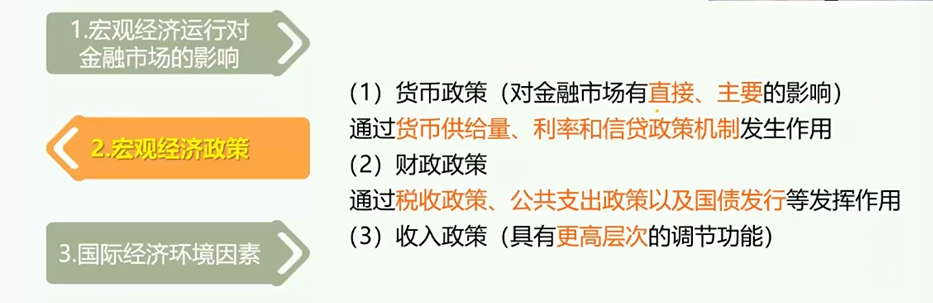 1.宏观经济运行对
金融市场的影响
2.宏观经济政策
3.国际经济环境因素
（1）货币政策（对金融市场有直接、主要的影响）
通过货币供给量、利率和信贷政策机制发生作用
（2）财政政策
通过税收政策、公共支出政策以及国债发行等发挥作用
（3）收入政策（具有更高层次的调节功能）